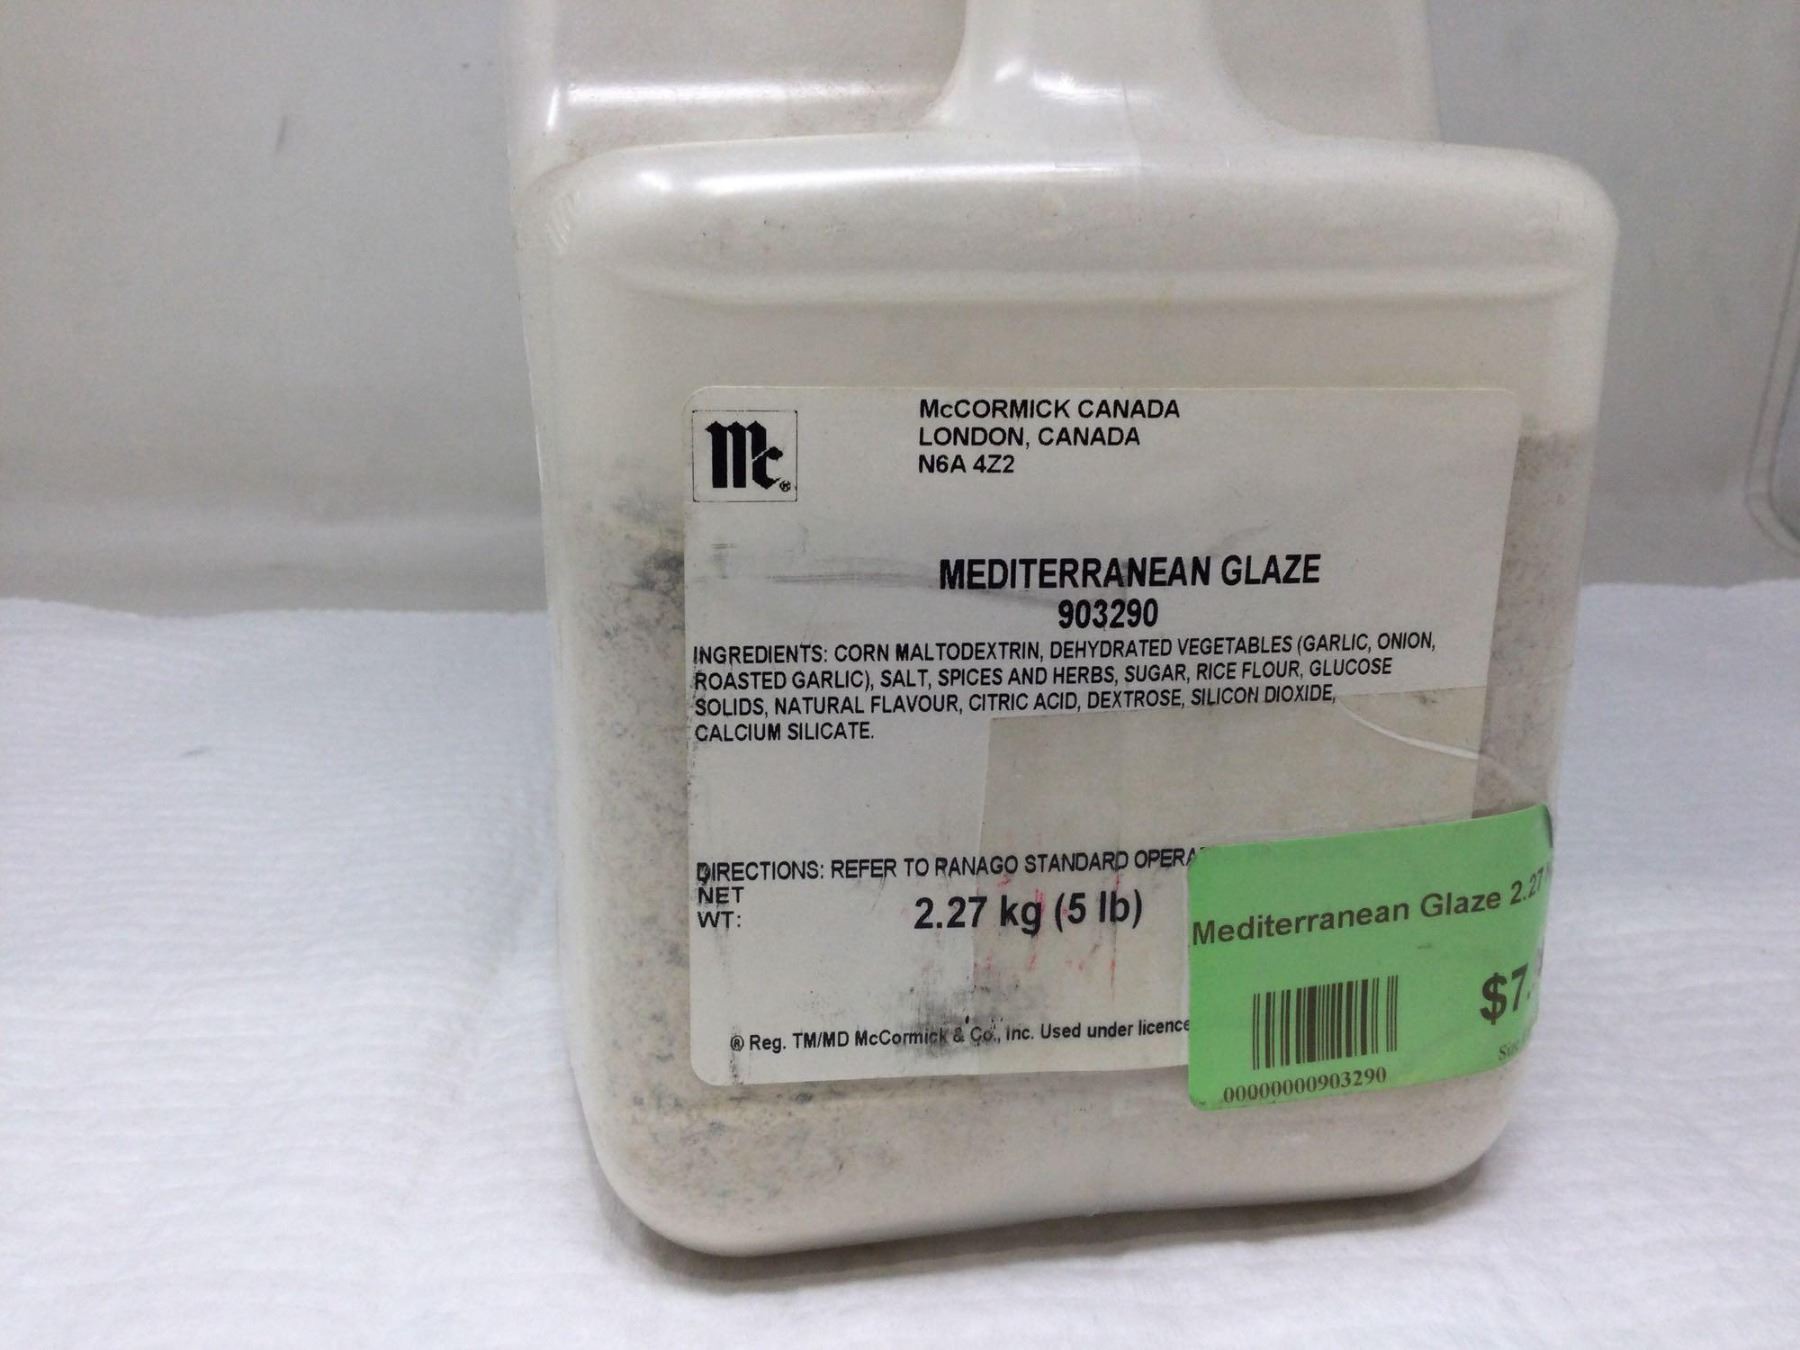 Mc®
McCORMICK CANADA
LONDON, CANADA
N6A 4Z2
MEDITERRANEAN GLAZE
903290
INGREDIENTS: CORN MALTODEXTRIN, DEHYDRATED VEGETABLES (GARLIC, ONION,
ROASTED GARLIC), SALT, SPICES AND HERBS, SUGAR, RICE FLOUR, GLUCOSE
SOLIDS, NATURAL FLAVOUR, CITRIC ACID, DEXTROSE, SILICON DIOXIDE,
CALCIUM SILICATE.
DIRECTIONS: REFER TO RANAGO STANDARD
NET
WT:
2.27 kg (5 lb)
® Reg. TM/MD McCormick & Co., Inc. Used under licence
Mediterranean Glaze 2.27
$7.
00000000903290